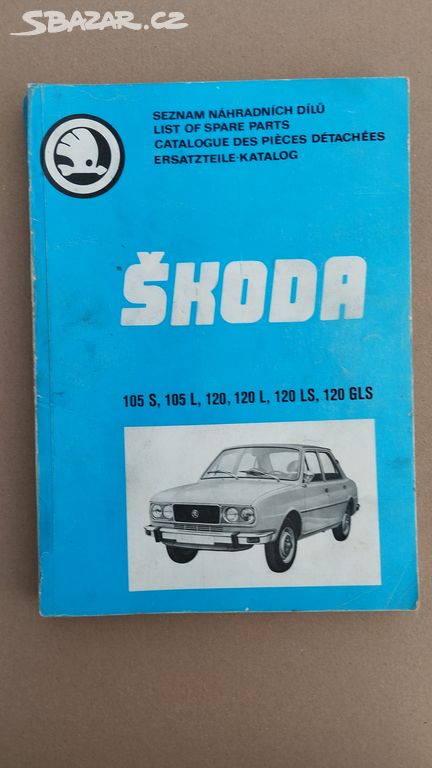 SBAZAR.CZ
SEZNAM NÁHRADNÍCH DÍLŮ
LIST OF SPARE PARTS
CATALOGUE DES PIÈCES DÉTACHÉES
ERSATZTEILE-KATALOG
ŠKODA
105 S, 105 L, 120, 120 L, 120 LS, 120 GLS